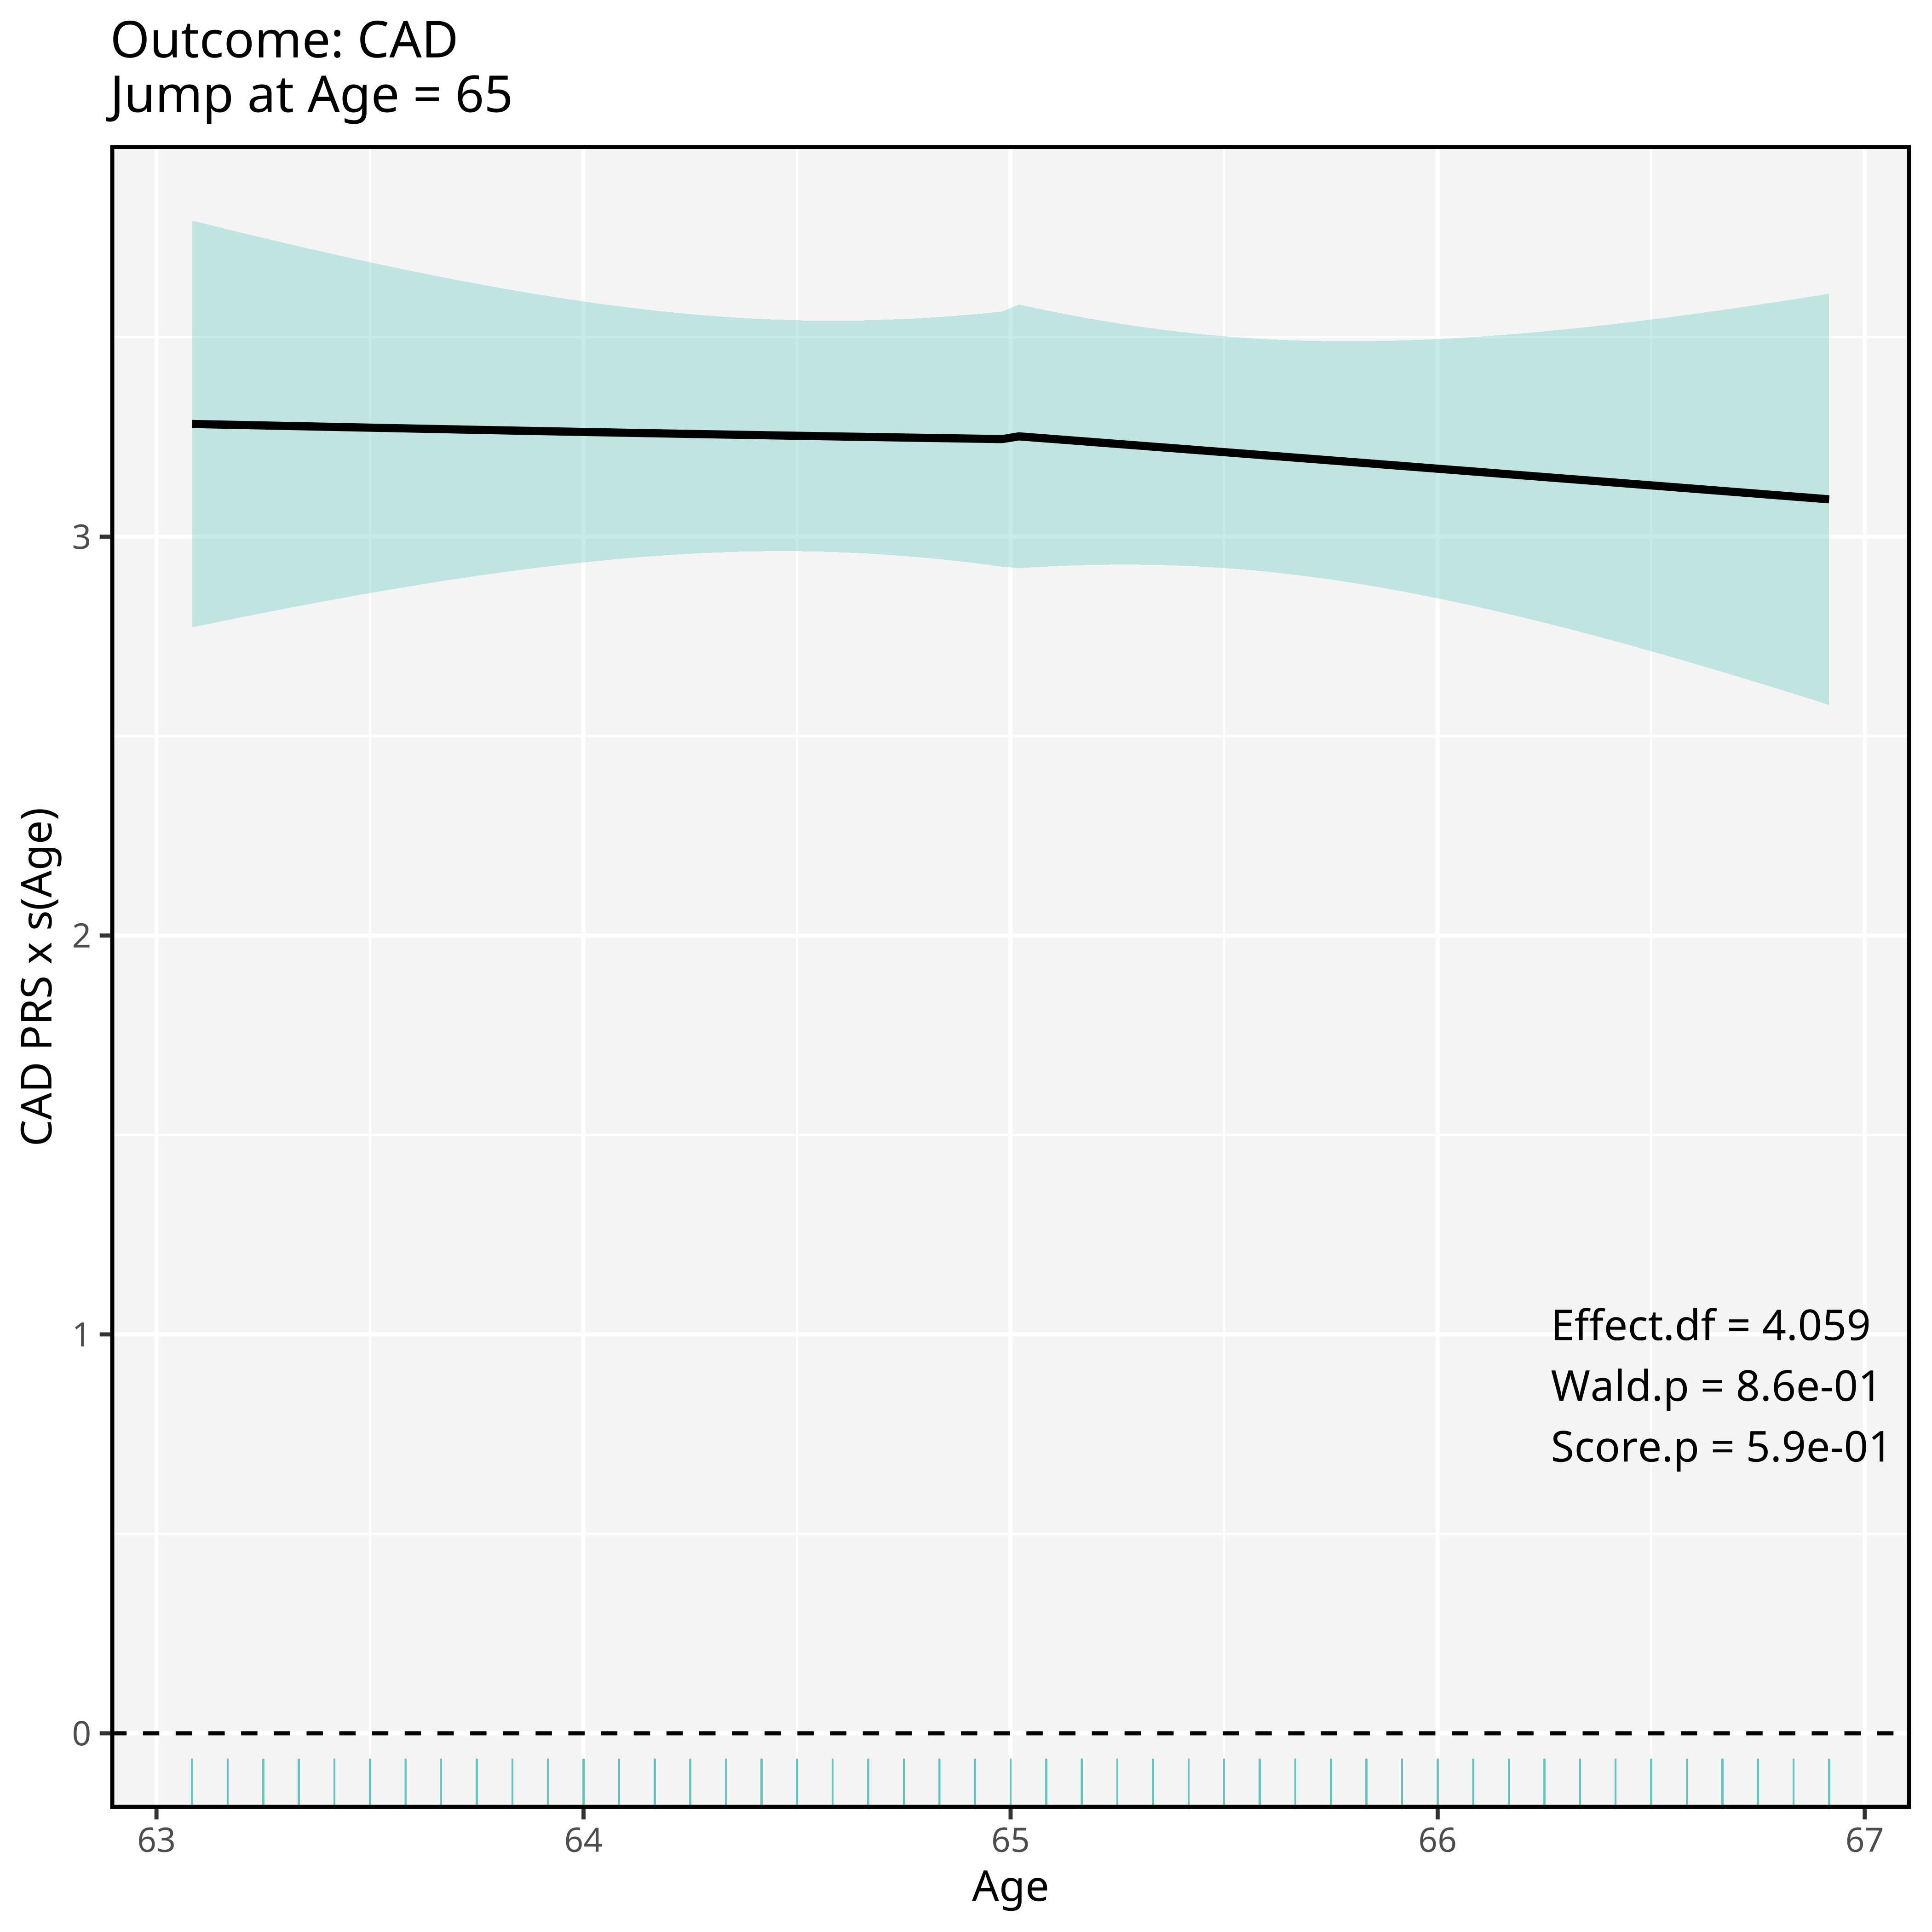 Outcome: CAD
Jump at Age = 65
CAD PRS x s(Age)
3
2
1
0
Effect.df = 4.059
Wald.p = 8.6e-01
Score.p = 5.9e-01
63 64 65 66 67
Age